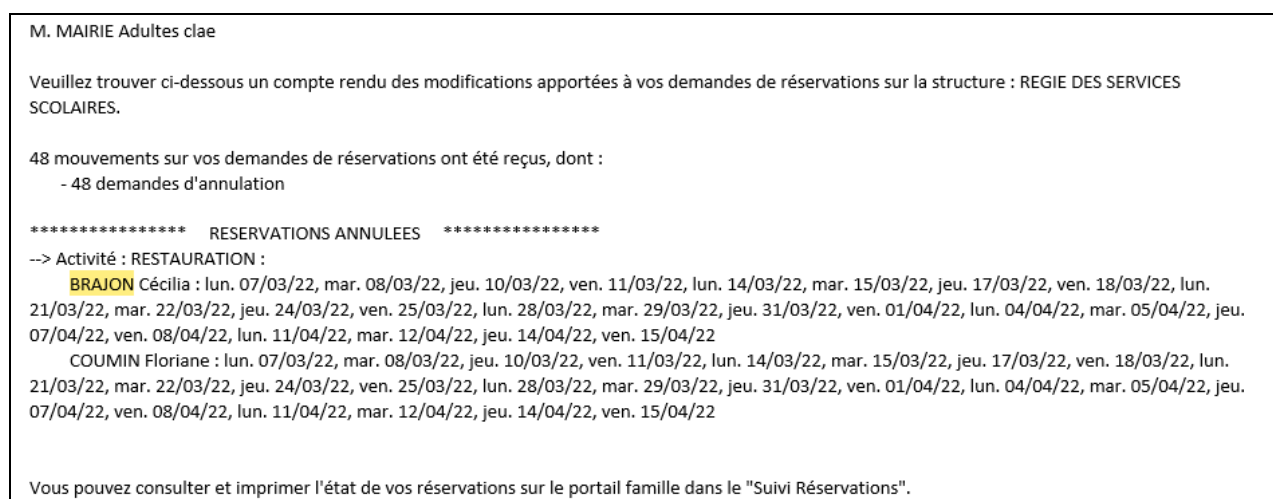 M. MAIRIE Adultes clae
Veuillez trouver ci-dessous un compte rendu des modifications apportées à vos demandes de réservations sur la structure : REGIE DES SERVICES
SCOLAIRES.
48 mouvements sur vos demandes de réservations ont été reçus, dont :
- 48 demandes d'annulation
**************** RESERVATIONS ANNULEES ****************
--> Activité : RESTAURATION :
BRAJON Cécilia : lun. 07/03/22, mar. 08/03/22, jeu. 10/03/22, ven. 11/03/22, lun. 14/03/22, mar. 15/03/22, jeu. 17/03/22, ven. 18/03/22, lun.
21/03/22, mar. 22/03/22, jeu. 24/03/22, ven. 25/03/22, lun. 28/03/22, mar. 29/03/22, jeu. 31/03/22, ven. 01/04/22, lun. 04/04/22, mar. 05/04/22, jeu.
07/04/22, ven. 08/04/22, lun. 11/04/22, mar. 12/04/22, jeu. 14/04/22, ven. 15/04/22
COUMIN Floriane : lun. 07/03/22, mar. 08/03/22, jeu. 10/03/22, ven. 11/03/22, lun. 14/03/22, mar. 15/03/22, jeu. 17/03/22, ven. 18/03/22, lun.
21/03/22, mar. 22/03/22, jeu. 24/03/22, ven. 25/03/22, lun. 28/03/22, mar. 29/03/22, jeu. 31/03/22, ven. 01/04/22, lun. 04/04/22, mar. 05/04/22, jeu.
07/04/22, ven. 08/04/22, lun. 11/04/22, mar. 12/04/22, jeu. 14/04/22, ven. 15/04/22
Vous pouvez consulter et imprimer l'état de vos réservations sur le portail famille dans le "Suivi Réservations".